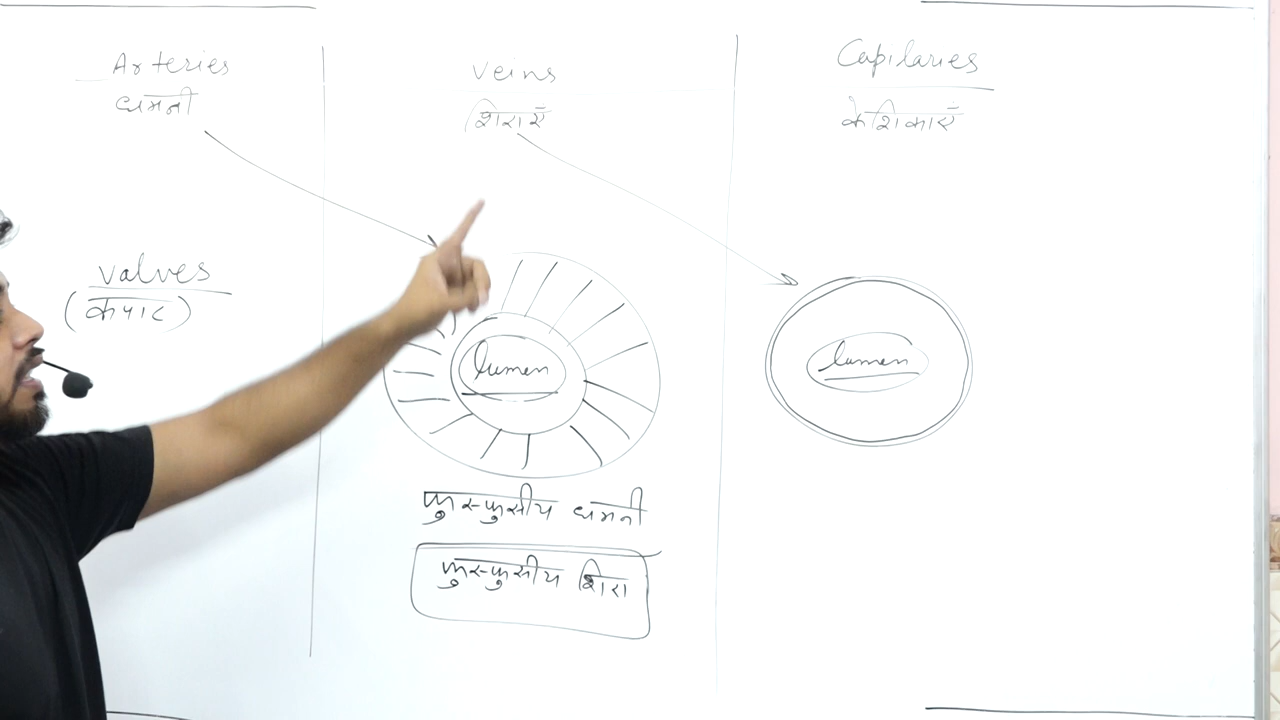 Arteries
धमनी
Veins
शिराएँ
Capilaries
केशिकाएँ
valves
(कपाट)
lumen
lumen
फुस्फुसीय धमनी
फुस्फुसीय शिरा